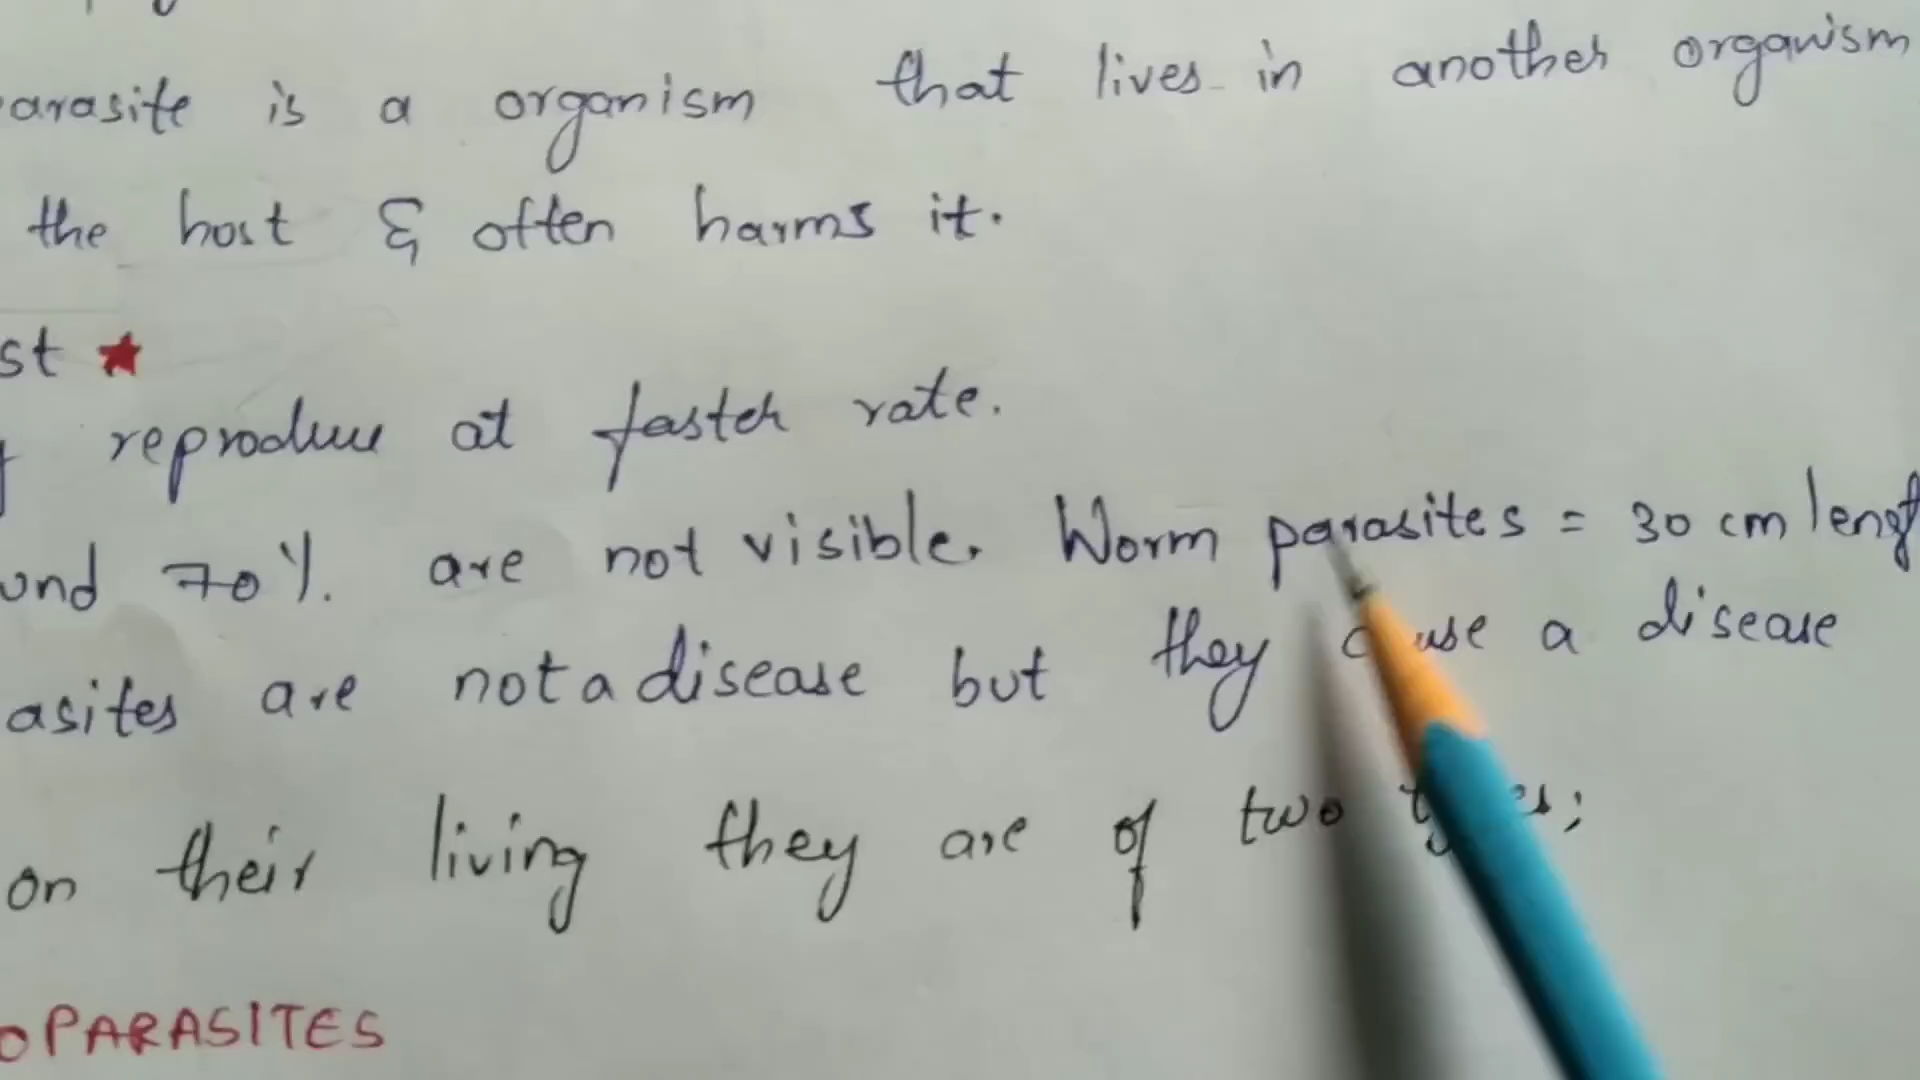 arasite is a organism that lives in another organism
the host & often harms it.
st ★
reproduce at faster rate.
und 70%. are not visible. Worm parasites = 30 cm lengt
asites are not a disease but they cause a disease
on their living they are of two types;
oPARASITES